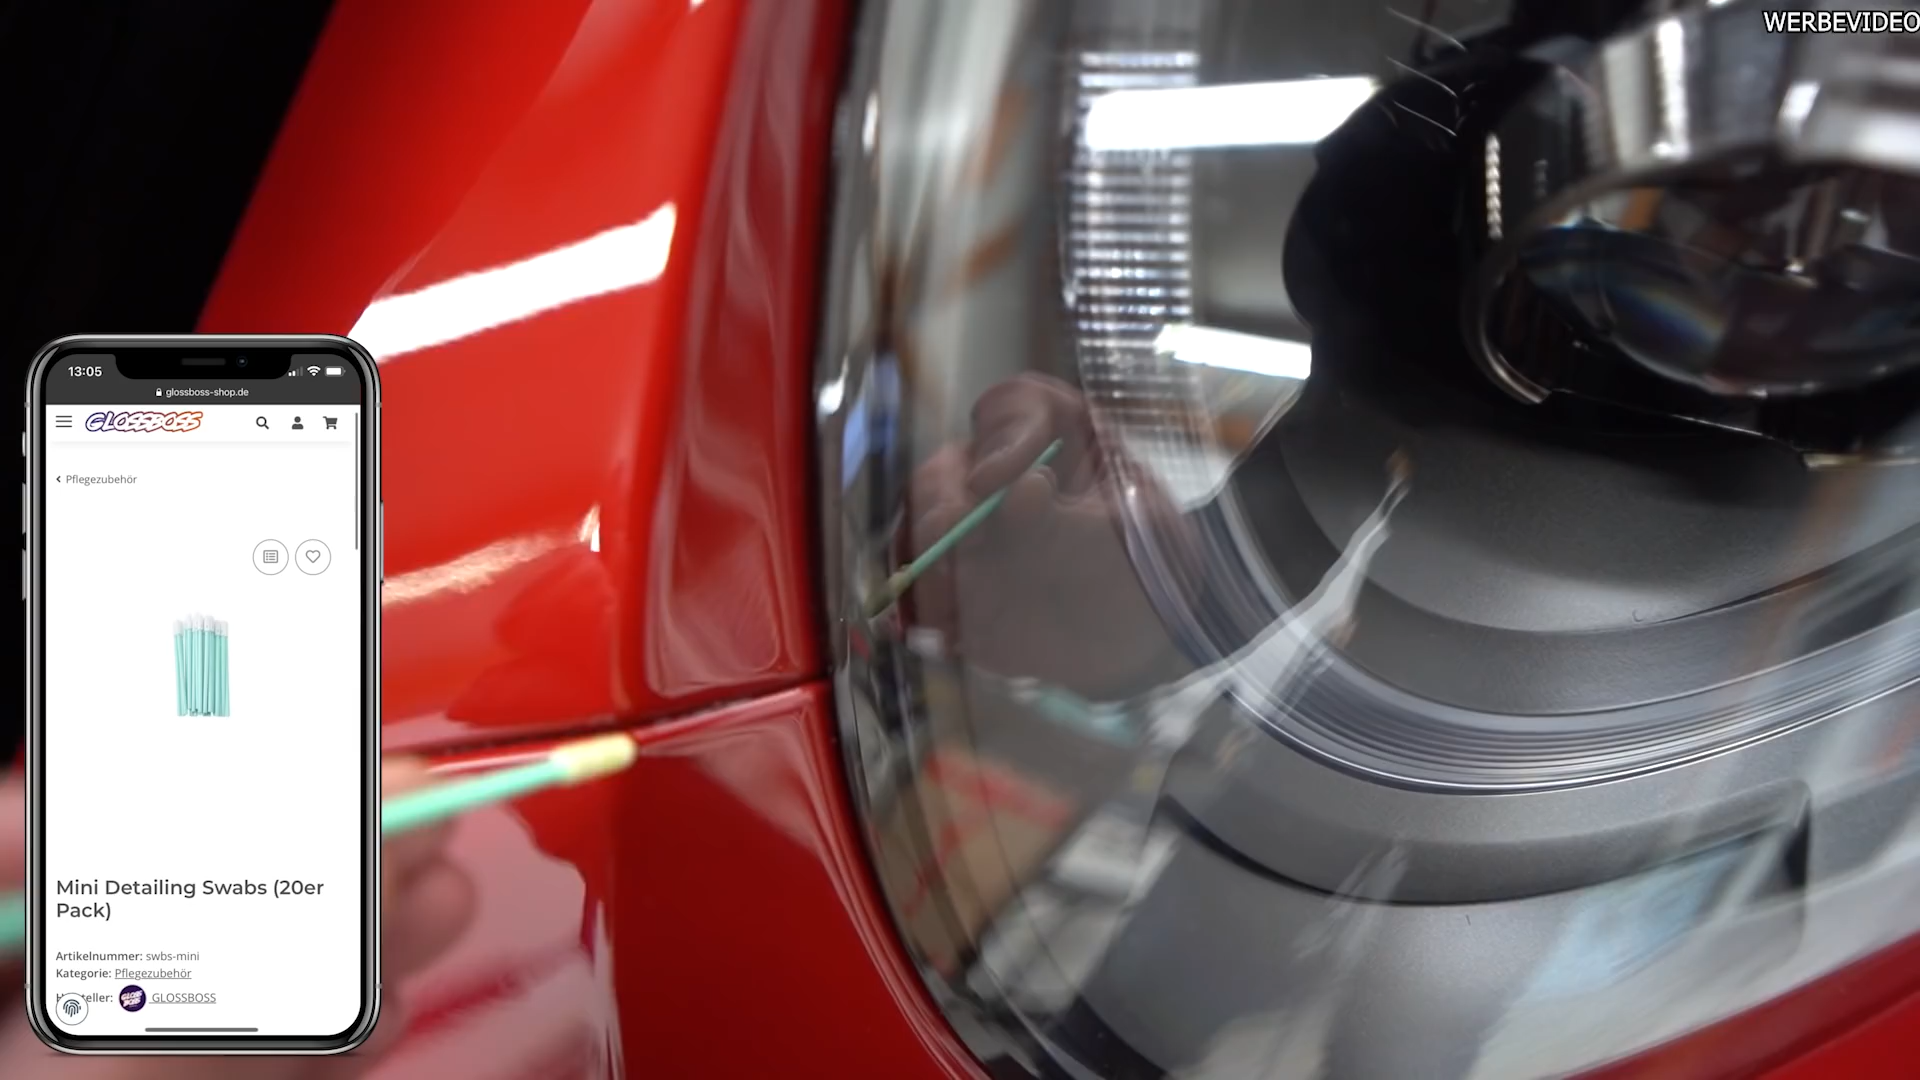 WERBEVIDEO
13:05
glossboss-shop.de
GLOSSBOSS
Pflegezubehör
Mini Detailing Swabs (20er
Pack)
Artikelnummer: swbs-mini
Kategorie: Pflegezubehör
GLOSSBOSS